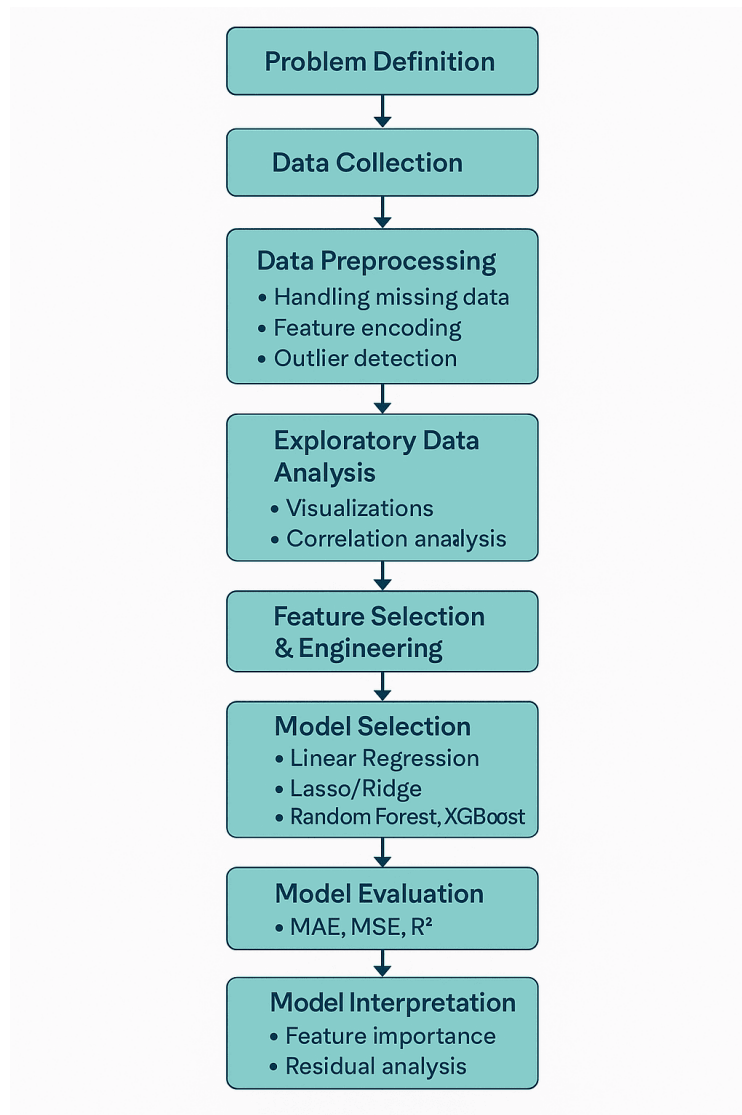 Problem Definition
Data Collection
Data Preprocessing
• Handling missing data
• Feature encoding
• Outlier detection
Exploratory Data
Analysis
• Visualizations
• Correlation analysis
Feature Selection
& Engineering
Model Selection
• Linear Regression
• Lasso/Ridge
• Random Forest, XGBoost
Model Evaluation
• MAE, MSE, R²
Model Interpretation
• Feature importance
• Residual analysis